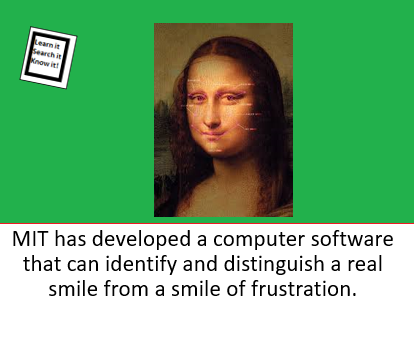 Learn it
Search it
Know it!
MIT has developed a computer software
that can identify and distinguish a real
smile from a smile of frustration.